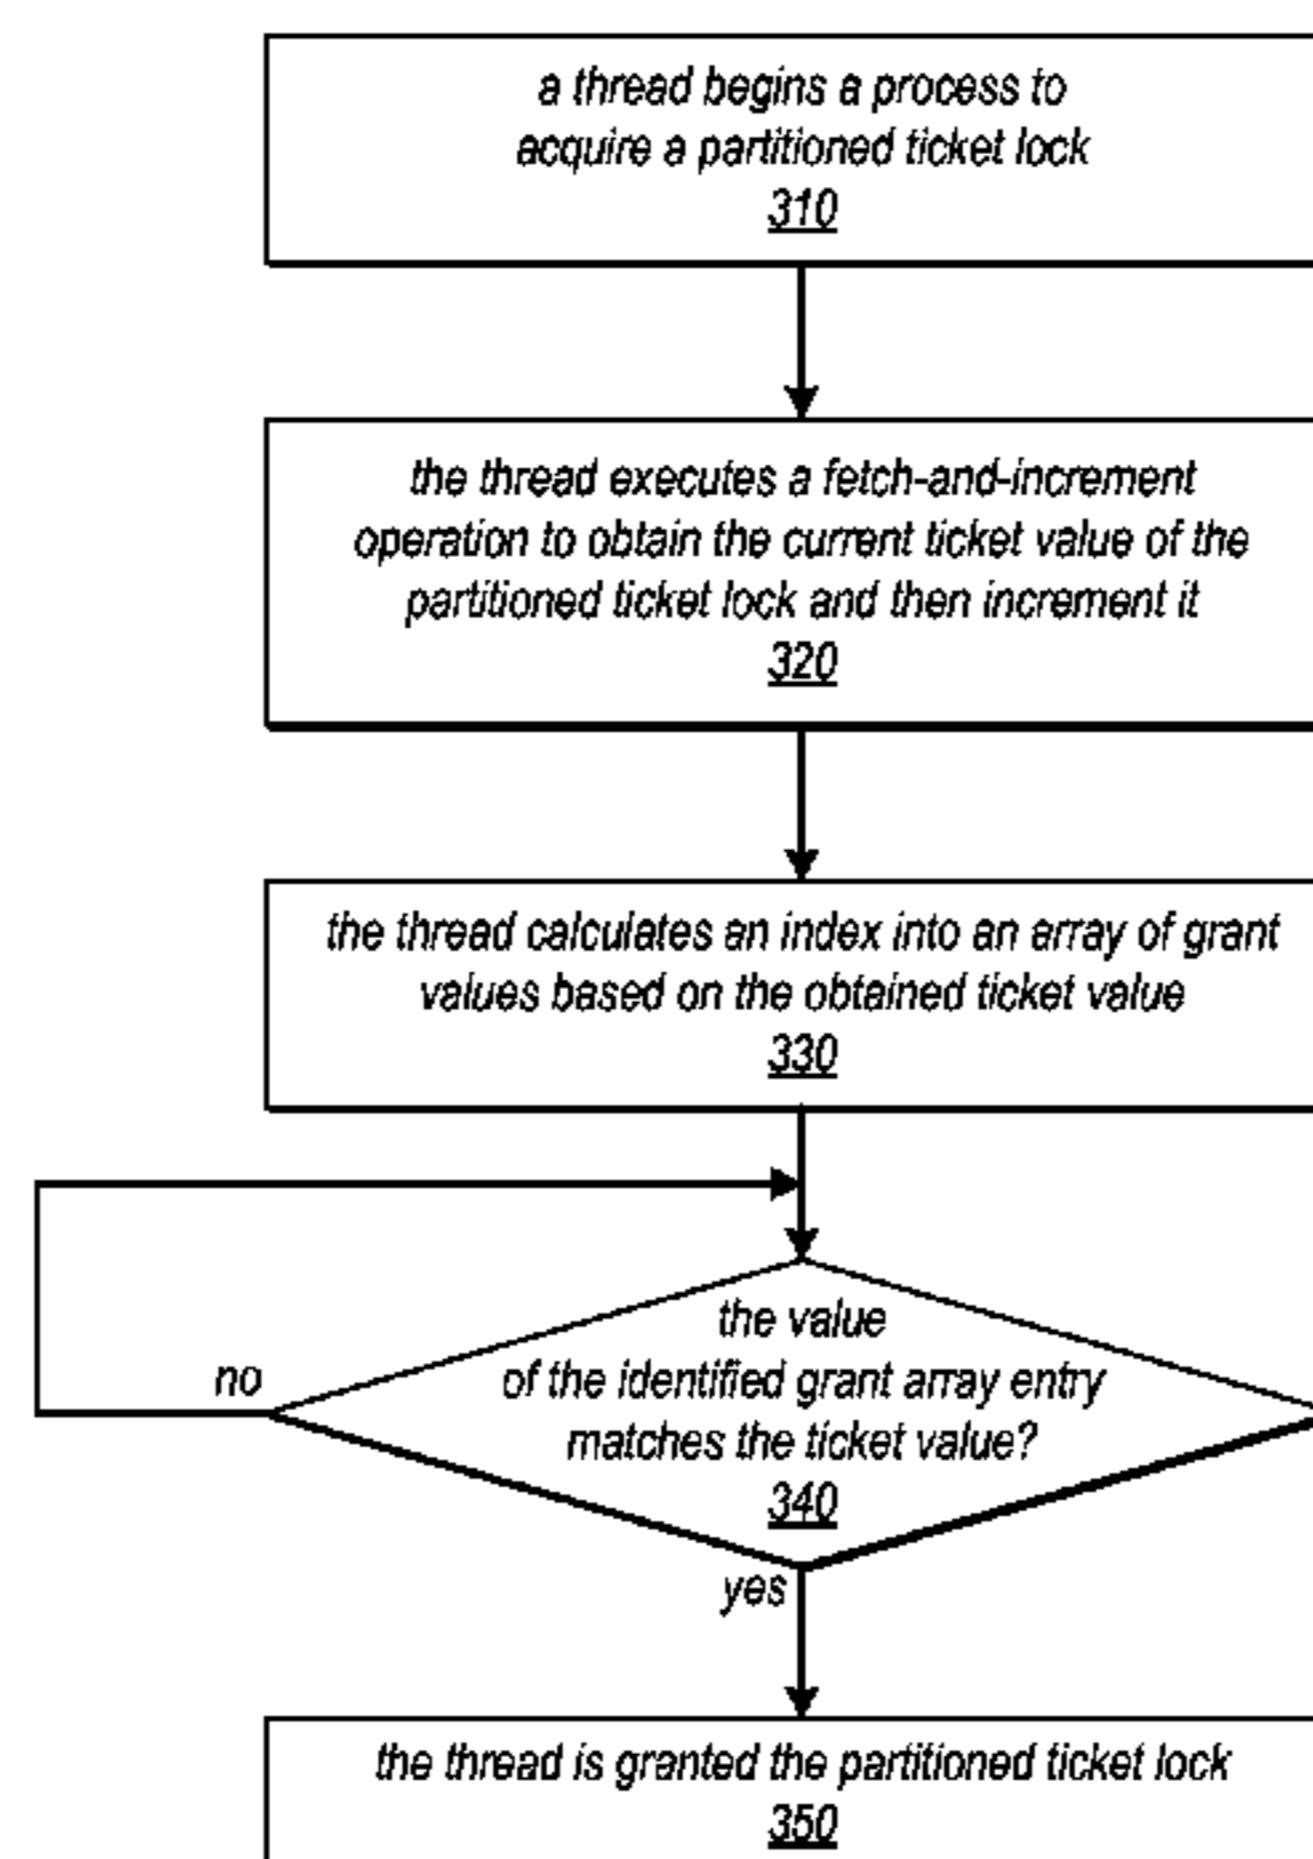 a thread begins a process to
acquire a partitioned ticket lock
310
the thread executes a fetch-and-increment
operation to obtain the current ticket value of the
partitioned ticket lock and then increment it
320
the thread calculates an index into an array of grant
values based on the obtained ticket value
330
the value
of the identified grant array entry
matches the ticket value?
340
no
yes
the thread is granted the partitioned ticket lock
350